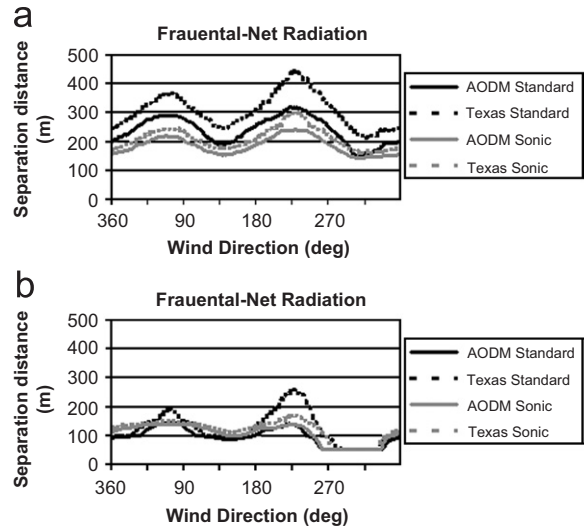 a
Frauental-Net Radiation
Separation distance
(m)
500
400
300
200
100
0
360
90
180
270
Wind Direction (deg)
AODM Standard
Texas Standard
AODM Sonic
Texas Sonic
b
Frauental-Net Radiation
Separation distance
(m)
500
400
300
200
100
0
360
90
180
270
Wind Direction (deg)
AODM Standard
Texas Standard
AODM Sonic
Texas Sonic